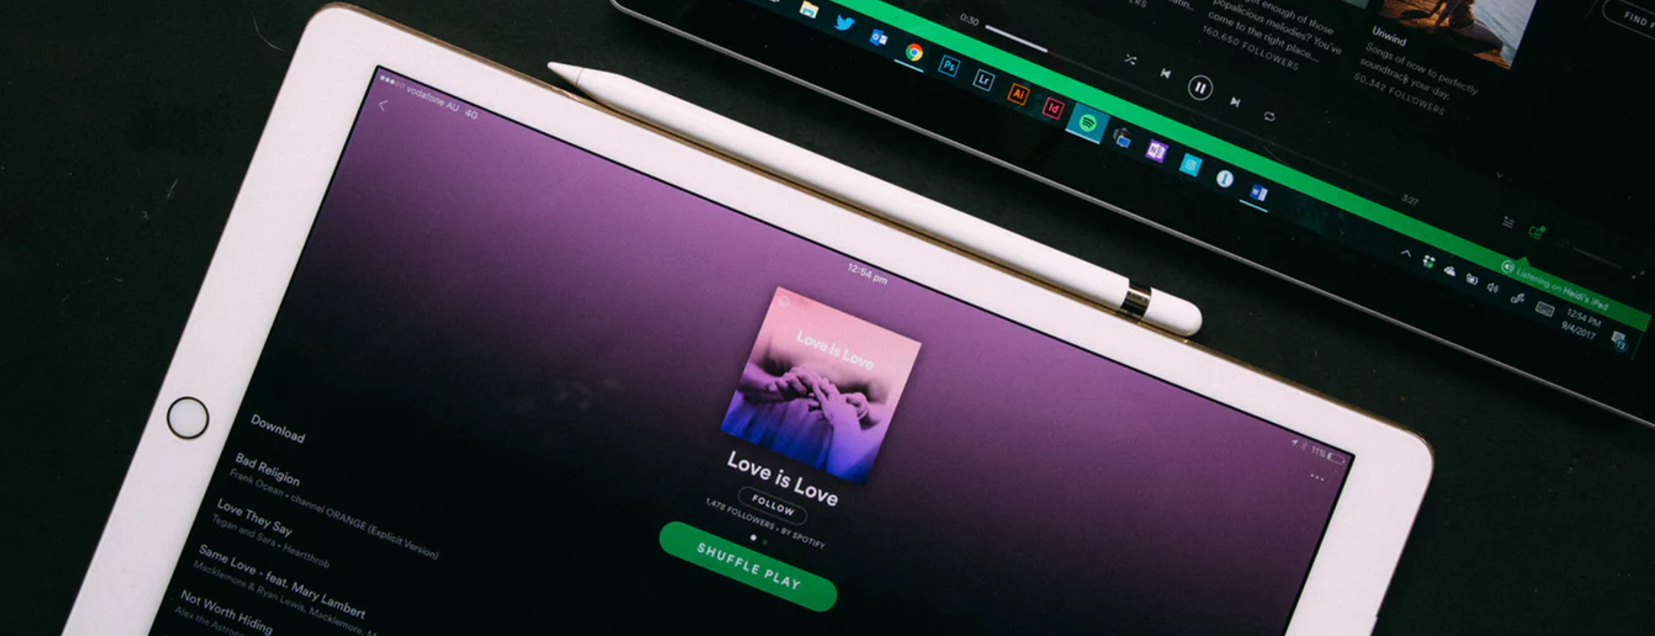 vodafone AU 4G
12:54 pm
11%
Love is Love
Love is Love
FOLLOW
1,478 FOLLOWERS • BY SPOTIFY
SHUFFLE PLAY
Download
Bad Religion
Frank Ocean • channel ORANGE (Explicit Version)
Love They Say
Tegan and Sara • Heartthrob
Same Love - feat. Mary Lambert
Macklemore & Ryan Lewis, Macklemore,
Not Worth Hiding
Alex the
0:30
3:27
enough of those
popalicious melodies? You've
come to the right place...
160,650 FOLLOWERS
Unwind
Songs of now to perfectly
soundtrack your day.
50,342 FOLLOWERS
FIND
Ps
Lr
Ai
Id
Listening on Heidi's iPad
12:54 PM
9/4/2017